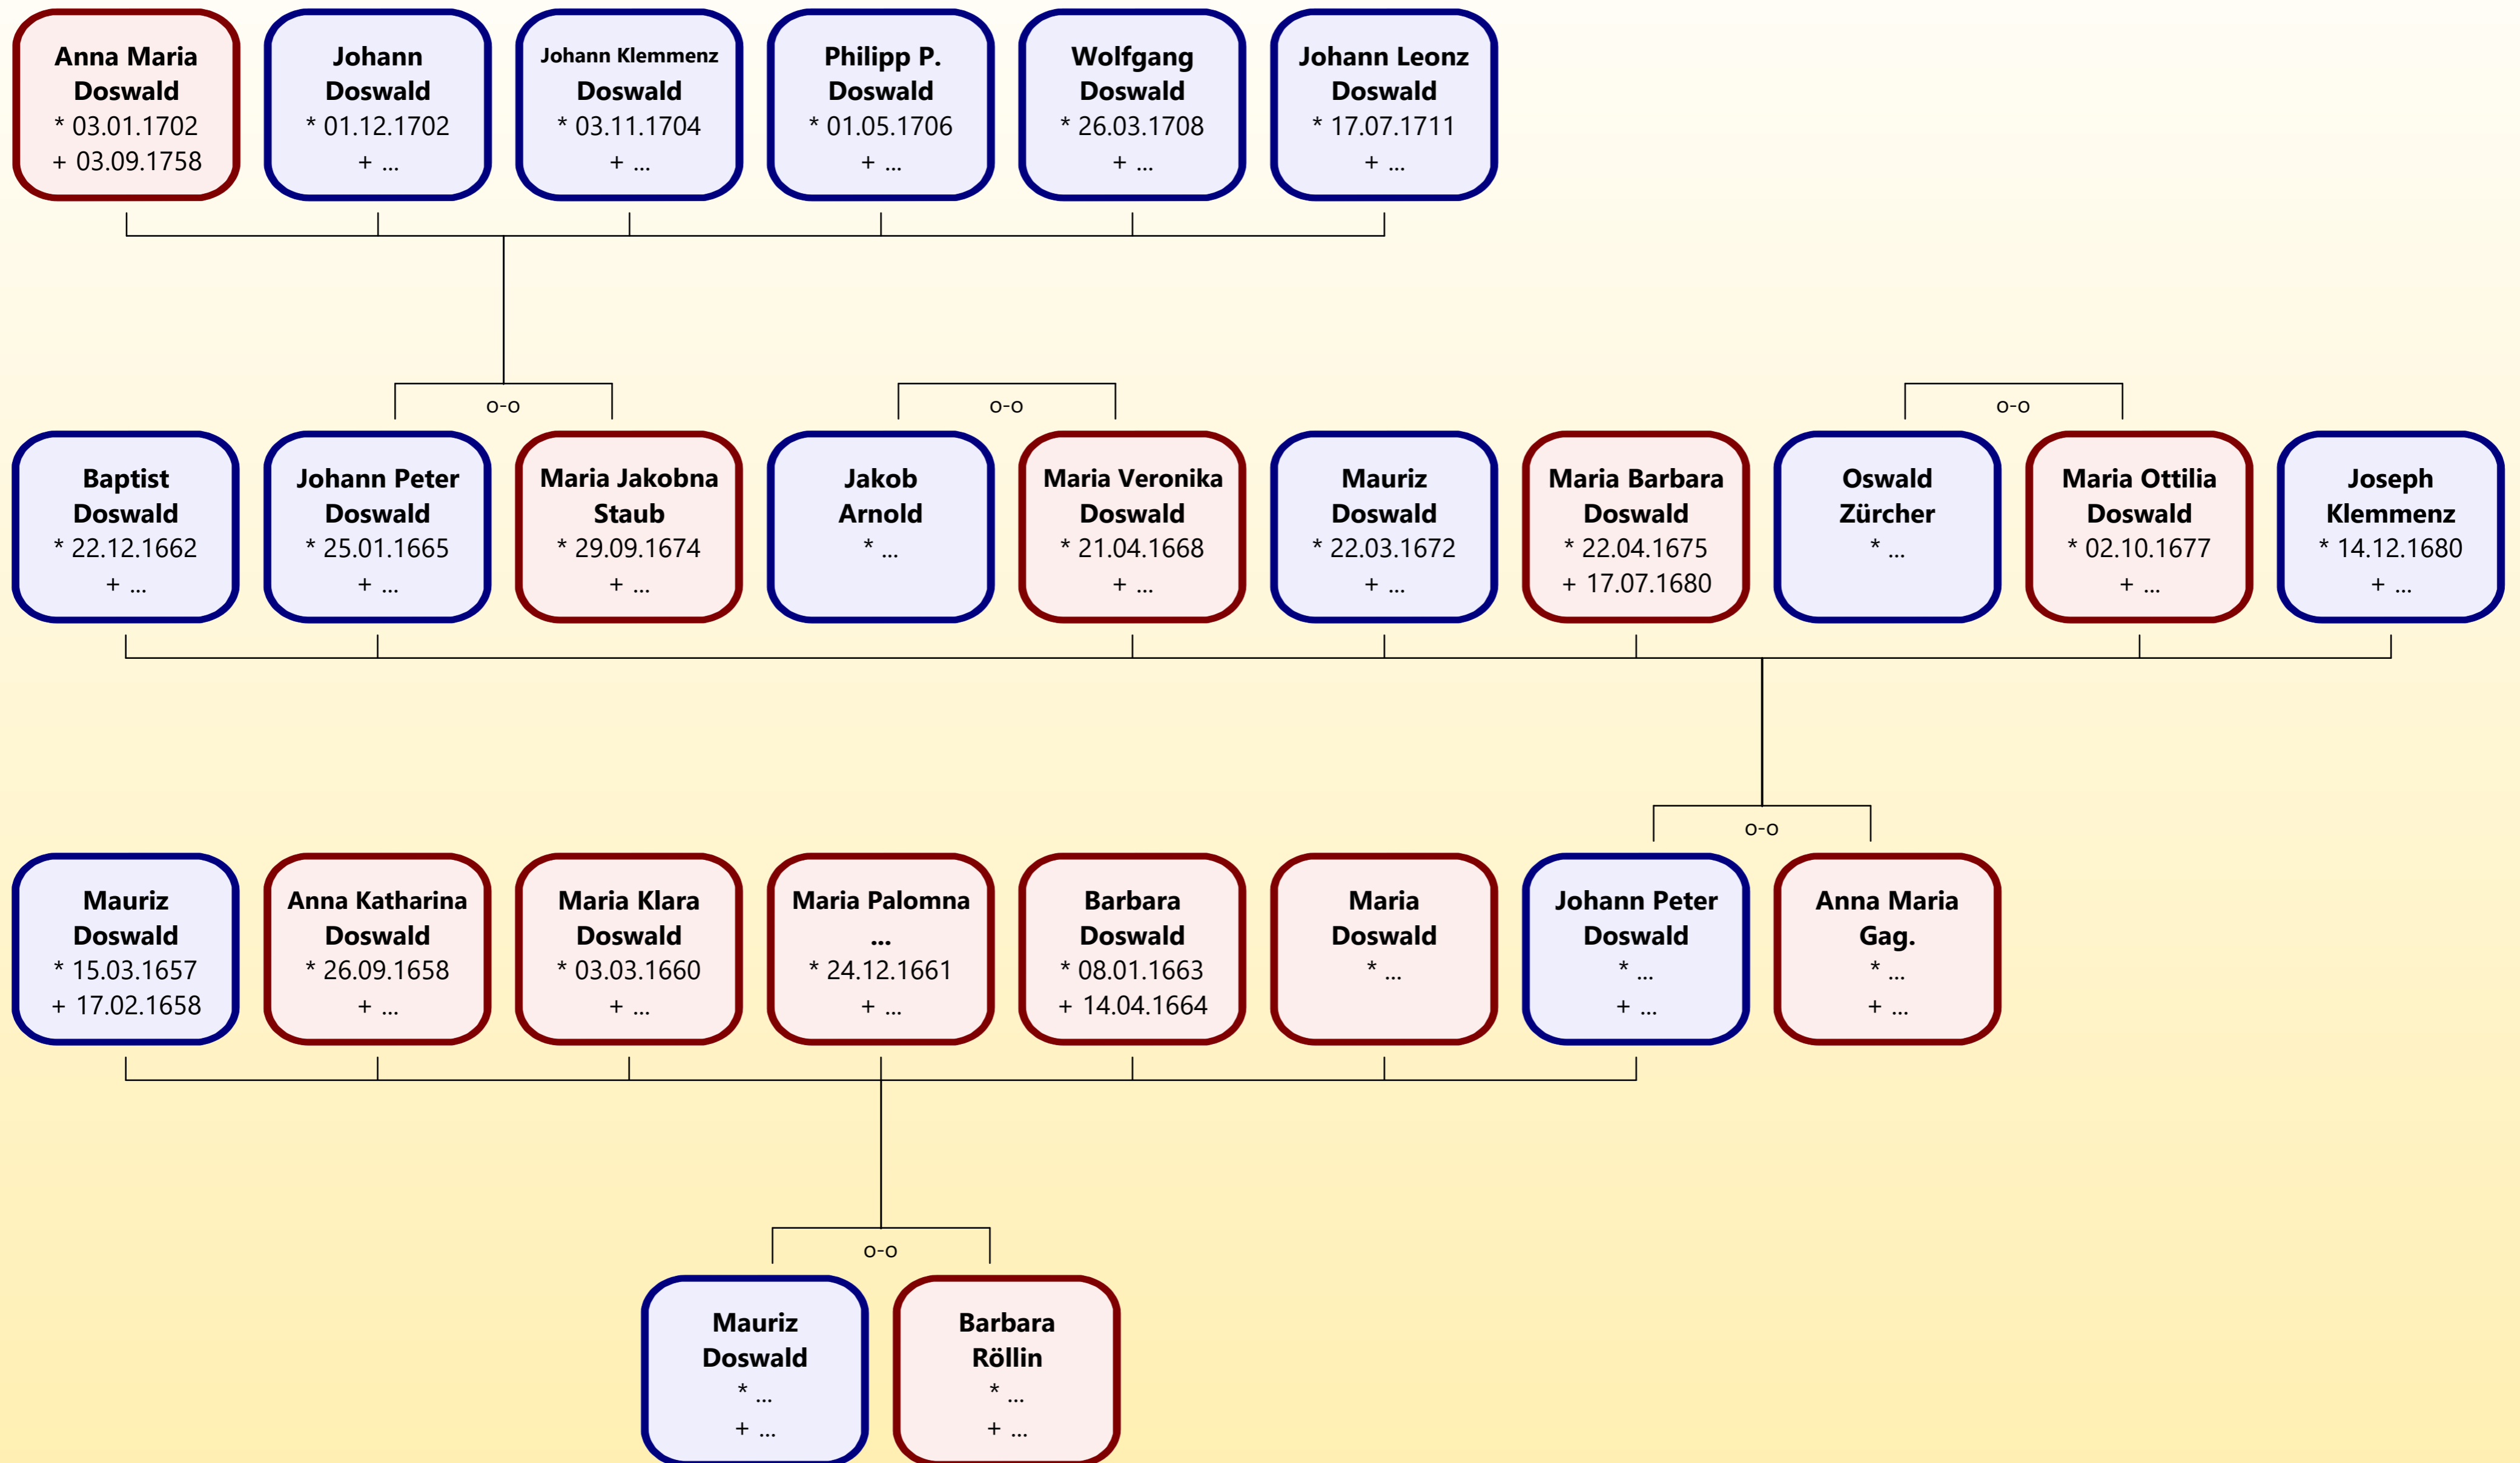 Anna Maria
Doswald
* 03.01.1702
+ 03.09.1758
Johann
Doswald
* 01.12.1702
+ ...
Johann Klemmenz
Doswald
* 03.11.1704
+ ...
Philipp P.
Doswald
* 01.05.1706
+ ...
Wolfgang
Doswald
* 26.03.1708
+ ...
Johann Leonz
Doswald
* 17.07.1711
+ ...
o-o
o-o
o-o
Baptist
Doswald
* 22.12.1662
+ ...
Johann Peter
Doswald
* 25.01.1665
+ ...
Maria Jakobna
Staub
* 29.09.1674
+ ...
Jakob
Arnold
* ...
Maria Veronika
Doswald
* 21.04.1668
+ ...
Mauriz
Doswald
* 22.03.1672
+ ...
Maria Barbara
Doswald
* 22.04.1675
+ 17.07.1680
Oswald
Zürcher
* ...
Maria Ottilia
Doswald
* 02.10.1677
+ ...
Joseph
Klemmenz
* 14.12.1680
+ ...
o-o
Mauriz
Doswald
* 15.03.1657
+ 17.02.1658
Anna Katharina
Doswald
* 26.09.1658
+ ...
Maria Klara
Doswald
* 03.03.1660
+ ...
Maria Palomna
...
* 24.12.1661
+ ...
Barbara
Doswald
* 08.01.1663
+ 14.04.1664
Maria
Doswald
* ...
Johann Peter
Doswald
* ...
+ ...
Anna Maria
Gag.
* ...
+ ...
o-o
Mauriz
Doswald
* ...
+ ...
Barbara
Röllin
* ...
+ ...